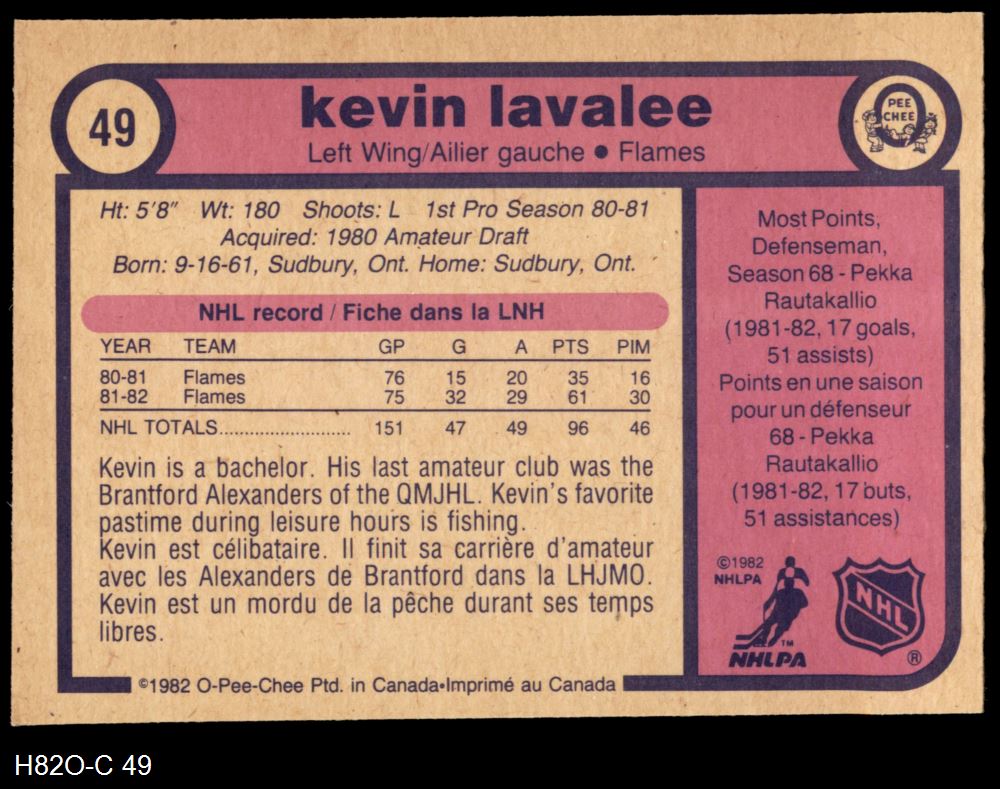 49
kevin lavalee
PEE
CHEE
Left Wing/Ailier gauche • Flames
Ht: 5'8" Wt: 180 Shoots: L 1st Pro Season 80-81
Acquired: 1980 Amateur Draft
Born: 9-16-61, Sudbury, Ont. Home: Sudbury, Ont.
NHL record / Fiche dans la LNH
YEAR TEAM GP G A PTS PIM
80-81 Flames 76 15 20 35 16
81-82 Flames 75 32 29 61 30
NHL TOTALS........................... 151 47 49 96 46
Kevin is a bachelor. His last amateur club was the
Brantford Alexanders of the QMJHL. Kevin's favorite
pastime during leisure hours is fishing.
Kevin est célibataire. Il finit sa carrière d'amateur
avec les Alexanders de Brantford dans la LHJMO.
Kevin est un mordu de la pêche durant ses temps
libres.
©1982 O-Pee-Chee Ptd. in Canada•Imprimé au Canada
Most Points,
Defenseman,
Season 68 - Pekka
Rautakallio
(1981-82, 17 goals,
51 assists)
Points en une saison
pour un défenseur
68 - Pekka
Rautakallio
(1981-82, 17 buts,
51 assistances)
©1982
NHLPA
TM
NHLPA
NHL
®
H82O-C 49